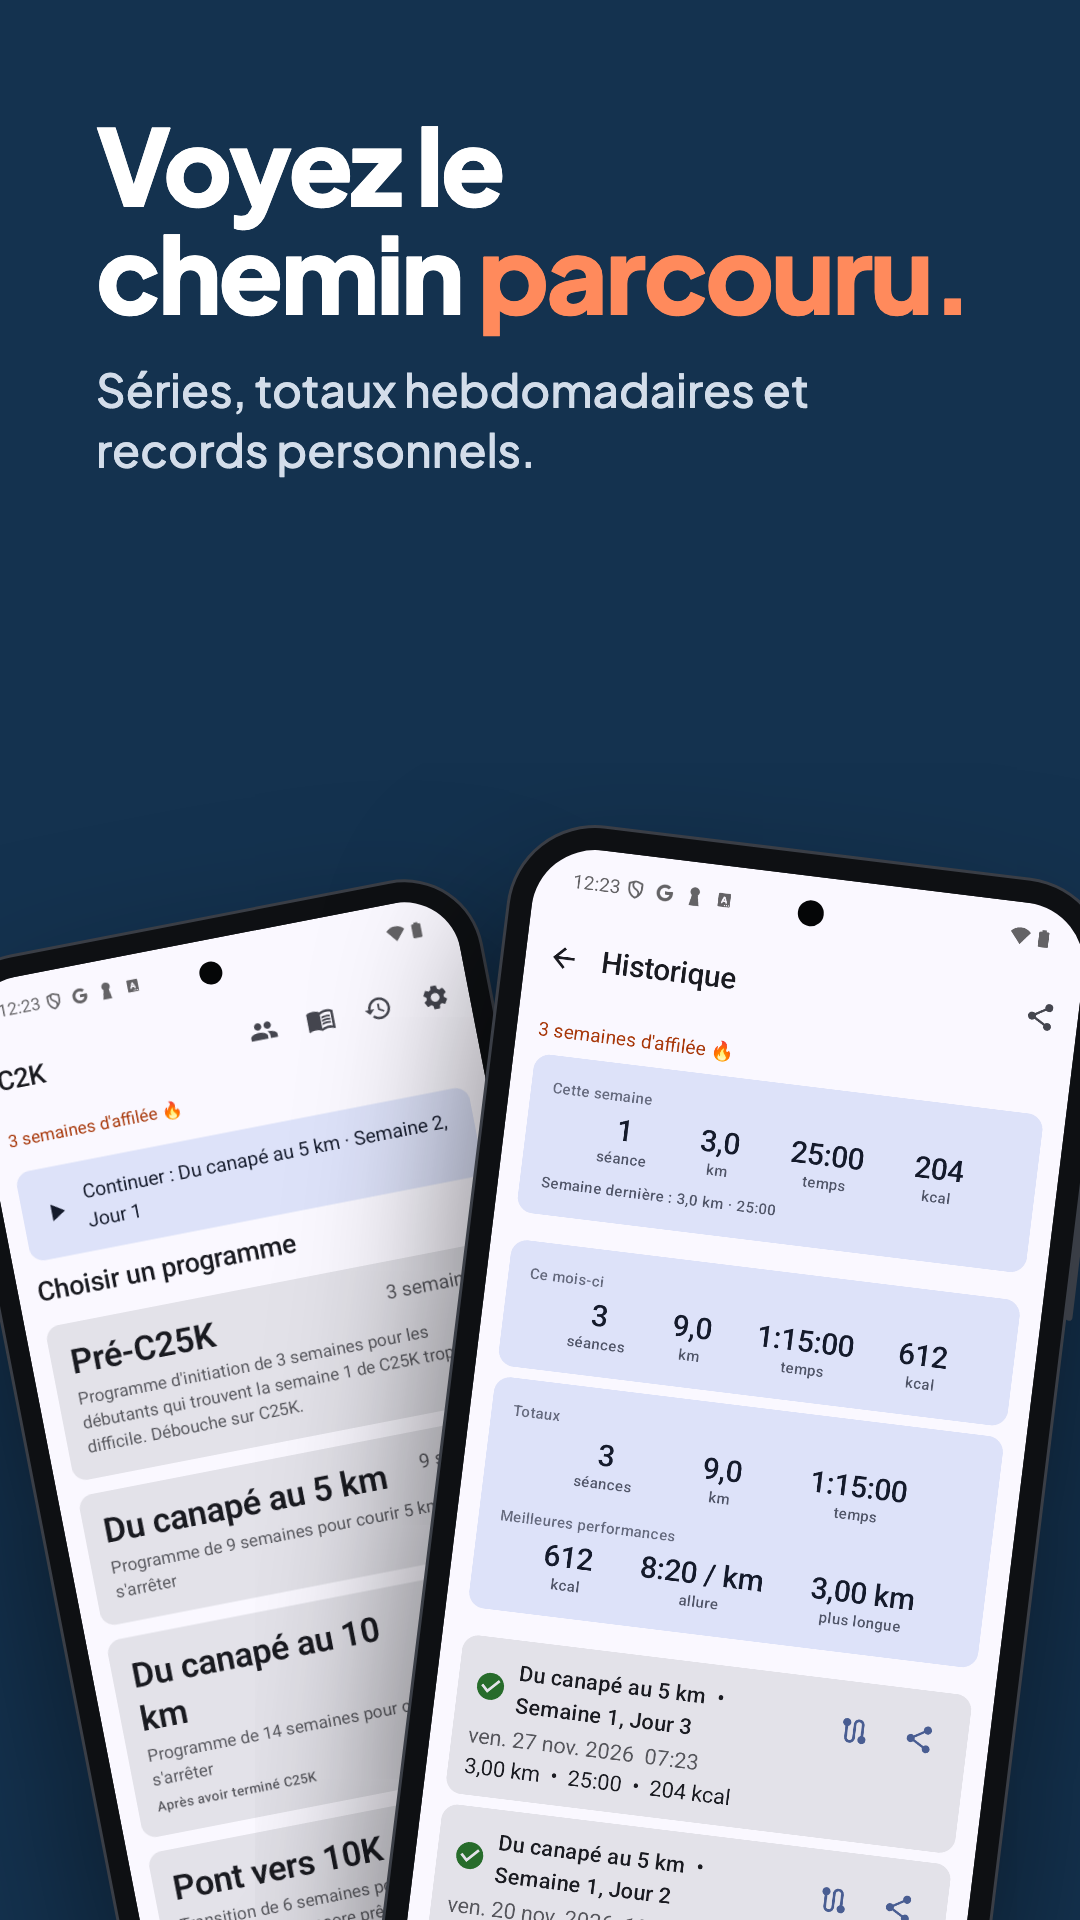 Voyez le
chemin parcouru.
Séries, totaux hebdomadaires et
records personnels.
12:23
C2K
3 semaines d'affilée 🔥
Continuer : Du canapé au 5 km · Semaine 2,
Jour 1
Choisir un programme
Pré-C25K
Programme d'initiation de 3 semaines pour les
débutants qui trouvent la semaine 1 de C25K trop
difficile. Débouche sur C25K.
Du canapé au 5 km
9
Programme de 9 semaines pour courir 5 km
s'arrêter
Du canapé au 10
km
Programme de 14 semaines pour
s'arrêter
Après avoir terminé C25K
Pont vers 10K
Transition de 6 semaines
12:23
Historique
3 semaines d'affilée 🔥
Cette semaine
1 3,0 25:00 204
séance km temps kcal
Semaine dernière : 3,0 km · 25:00
Ce mois-ci
3 9,0 1:15:00 612
séances km temps kcal
Totaux
3 9,0 1:15:00
séances km temps
Meilleures performances
612 8:20 / km 3,00 km
kcal allure plus longue
Du canapé au 5 km •
Semaine 1, Jour 3
ven. 27 nov. 2026 07:23
3,00 km • 25:00 • 204 kcal
Du canapé au 5 km •
Semaine 1, Jour 2
ven. 20 nov. 2026